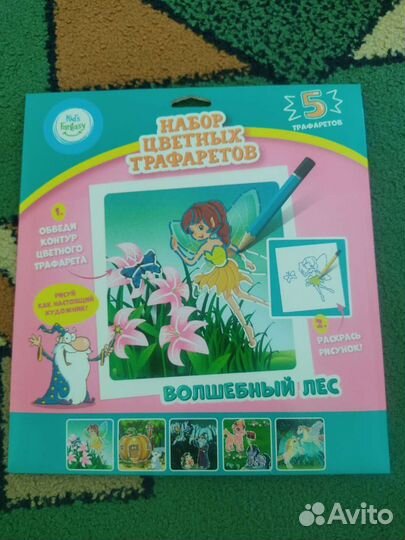 Kid's
Fantasy
НАБОР
ЦВЕТНЫХ
ТРАФАРЕТОВ
5
ТРАФАРЕТОВ
1.
ОБВЕДИ
КОНТУР
ЦВЕТНОГО
ТРАФАРЕТА
РИСУЙ
КАК НАСТОЯЩИЙ
ХУДОЖНИК!
2.
РАСКРАСЬ
РИСУНОК!
ВОЛШЕБНЫЙ ЛЕС
Avito